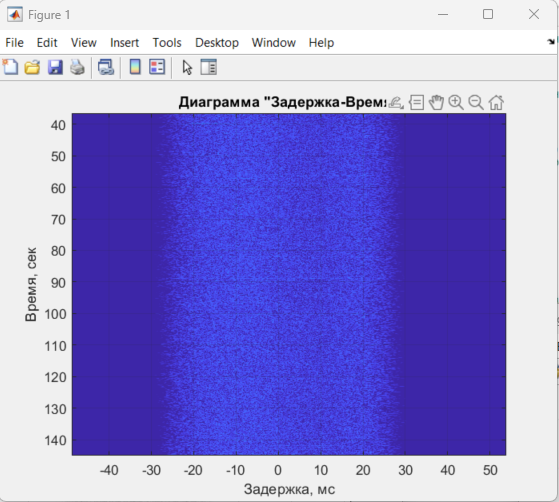 Figure 1
File Edit View Insert Tools Desktop Window Help
Диаграмма "Задержка-Время
40
50
60
70
80
90
100
110
120
130
140
Время, сек
-40 -30 -20 -10 0 10 20 30 40 50
Задержка, мс